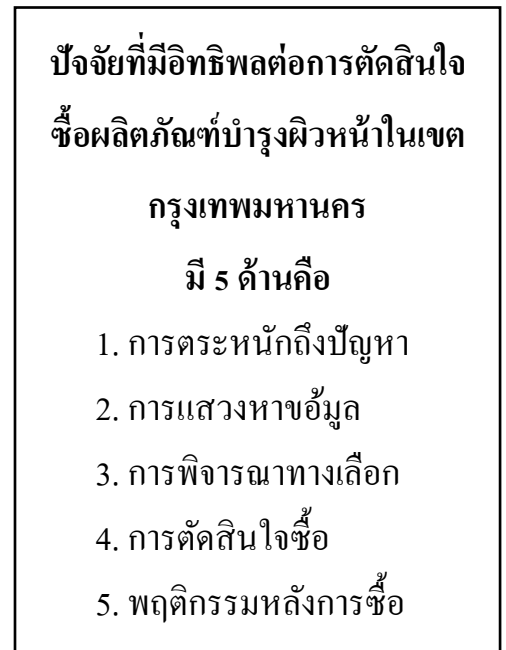 ปัจจัยที่มีอิทธิพลต่อการตัดสินใจ
ซื้อผลิตภัณฑ์บำรุงผิวหน้าในเขต
กรุงเทพมหานคร
มี 5 ด้านคือ
1. การตระหนักถึงปัญหา
2. การแสวงหาขอ้มูล
3. การพิจารณาทางเลือก
4. การตัดสินใจซื้อ
5. พฤติกรรมหลังการซื้อ